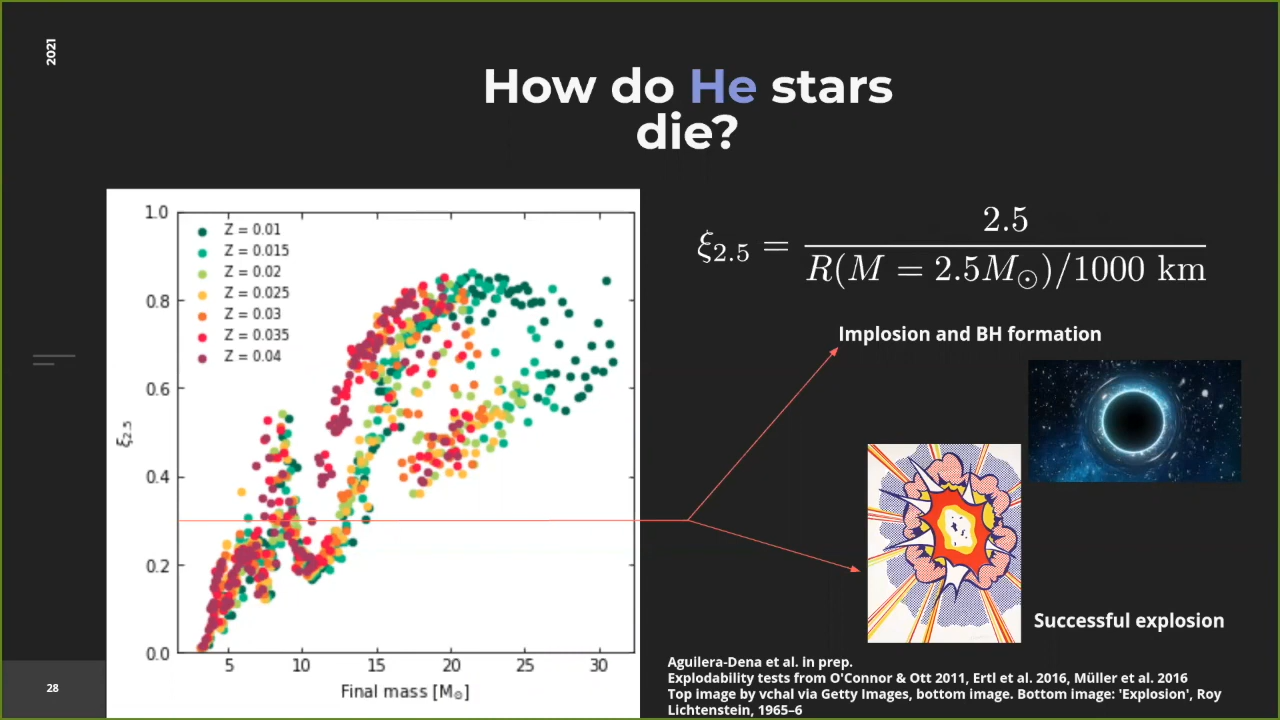 2021
How do He stars
die?
1.0
0.8
0.6
0.4
0.2
0.0
ξ2.5
Z = 0.01
Z = 0.015
Z = 0.02
Z = 0.025
Z = 0.03
Z = 0.035
Z = 0.04
5 10 15 20 25 30
Final mass [M⊙]
ξ2.5 = 2.5 / R(M = 2.5M⊙)/1000 km
Implosion and BH formation
Successful explosion
Aguilera-Dena et al. in prep.
Explodability tests from O'Connor & Ott 2011, Ertl et al. 2016, Müller et al. 2016
Top image by vchal via Getty Images, bottom image. Bottom image: 'Explosion', Roy
Lichtenstein, 1965–6
28